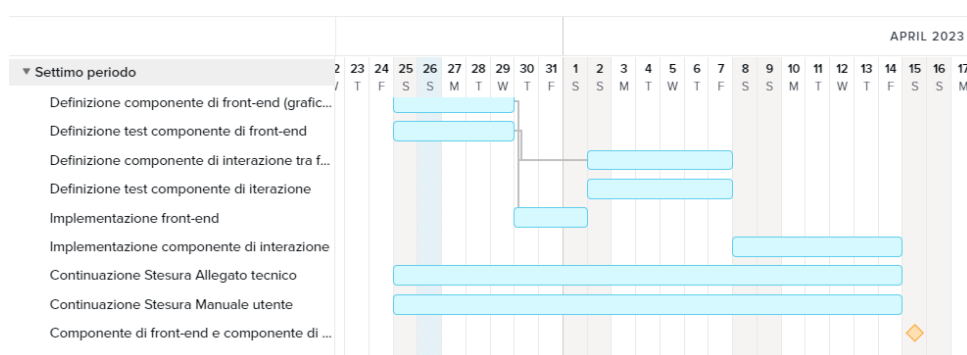 APRIL 2023
▼ Settimo periodo 2 23 24 25 26 27 28 29 30 31 1 2 3 4 5 6 7 8 9 10 11 12 13 14 15 16 17
T F S S M T W T F S S M T W T F S S M T W T F S S M
Definizione componente di front-end (grafic...
Definizione test componente di front-end
Definizione componente di interazione tra f...
Definizione test componente di iterazione
Implementazione front-end
Implementazione componente di interazione
Continuazione Stesura Allegato tecnico
Continuazione Stesura Manuale utente
Componente di front-end e componente di ...